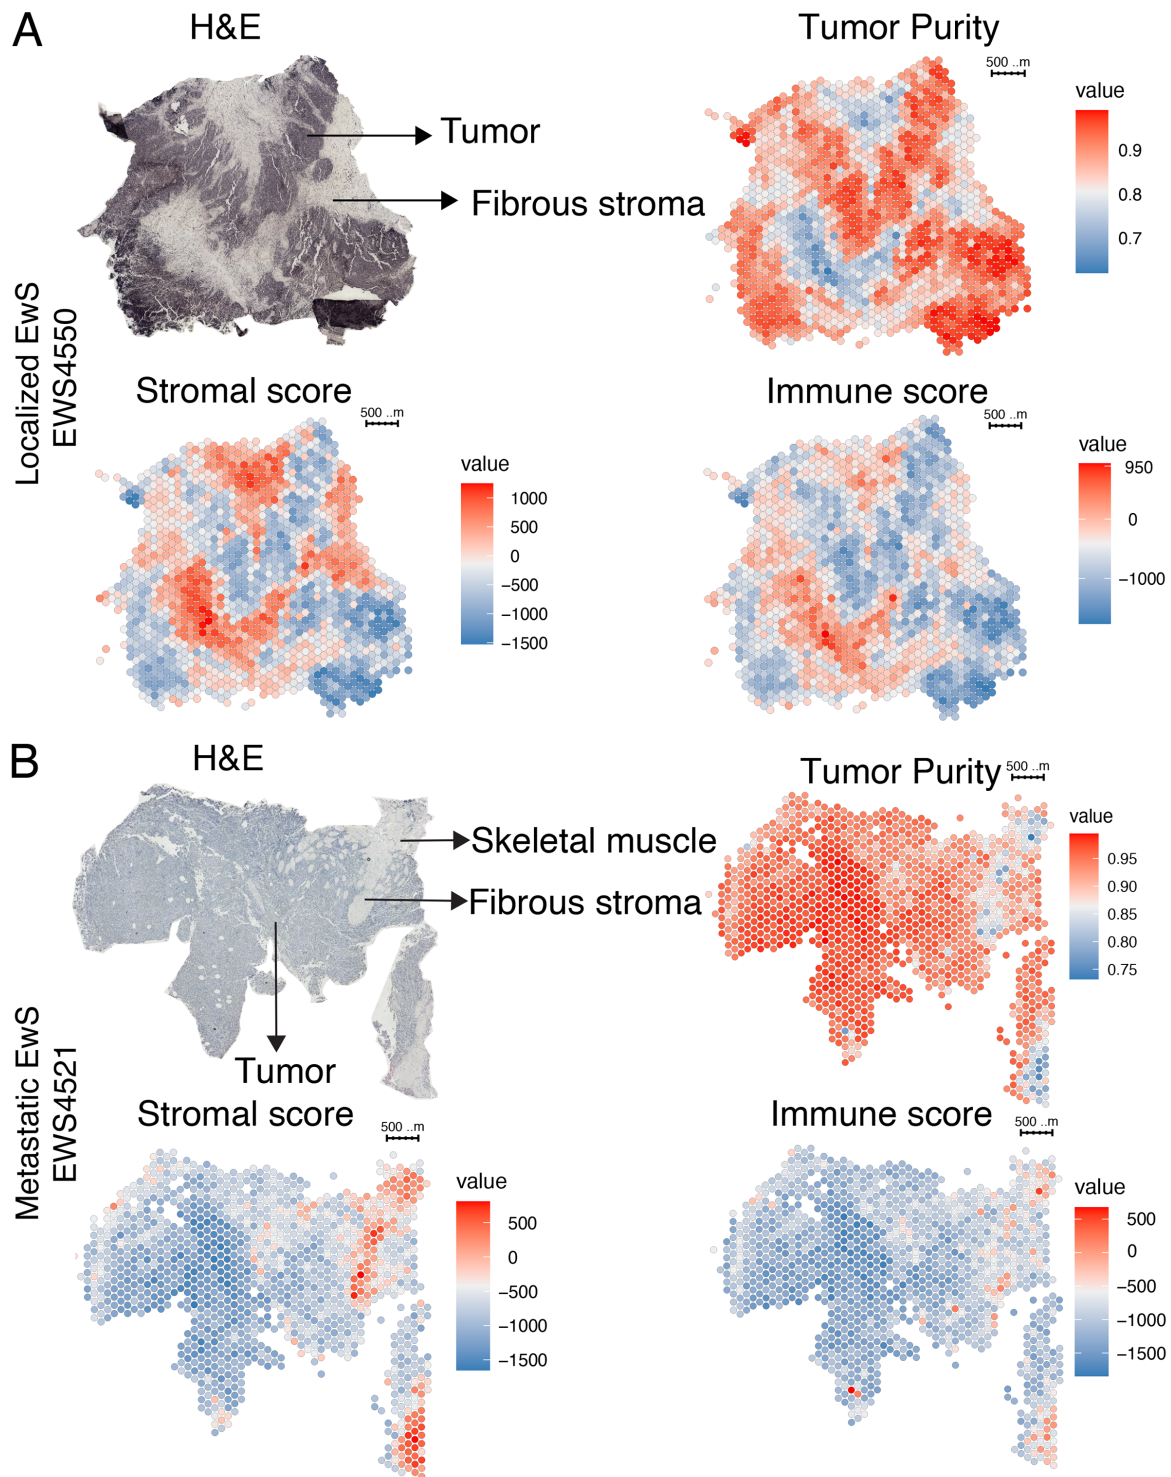 A
H&E
Tumor Purity
500 ..m
value
0.9
0.8
0.7
Tumor
Fibrous stroma
Localized EwS
EWS4550
Stromal score
500 ..m
value
1000
500
0
−500
−1000
−1500
Immune score
500 ..m
value
950
0
−1000
B
H&E
Tumor Purity
500 ..m
value
0.95
0.90
0.85
0.80
0.75
Skeletal muscle
Fibrous stroma
Tumor
Metastatic EwS
EWS4521
Stromal score
500 ..m
value
500
0
−500
−1000
−1500
Immune score
500 ..m
value
500
0
−500
−1000
−1500